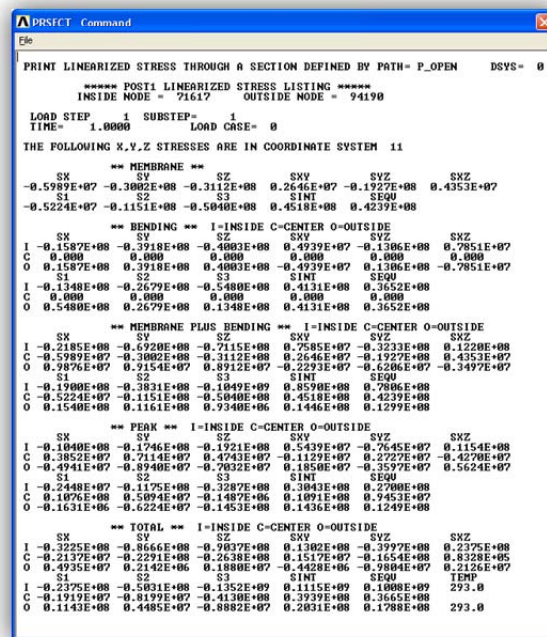 PRSECT Command
File
PRINT LINEARIZED STRESS THROUGH A SECTION DEFINED BY PATH= P_OPEN DSYS= 0
***** POST1 LINEARIZED STRESS LISTING *****
INSIDE NODE = 71617 OUTSIDE NODE = 94190
LOAD STEP 1 SUBSTEP= 1
TIME= 1.0000 LOAD CASE= 0
THE FOLLOWING X,Y,Z STRESSES ARE IN COORDINATE SYSTEM 11
** MEMBRANE **
SX SY SZ SXY SYZ SXZ
-0.5989E+07 -0.3002E+08 -0.3112E+08 0.2646E+07 -0.1927E+08 0.4353E+07
S1 S2 S3 SINT SEQV
-0.5224E+07 -0.1151E+08 -0.5040E+08 0.4518E+08 0.4239E+08
** BENDING ** I=INSIDE C=CENTER O=OUTSIDE
SX SY SZ SXY SYZ SXZ
I -0.1587E+08 -0.3918E+08 -0.4003E+08 0.4939E+07 -0.1306E+08 0.7851E+07
C 0.000 0.000 0.000 0.000 0.000 0.000
O 0.1587E+08 0.3918E+08 0.4003E+08 -0.4939E+07 0.1306E+08 -0.7851E+07
S1 S2 S3 SINT SEQV
I -0.1348E+08 -0.2679E+08 -0.5480E+08 0.4131E+08 0.3652E+08
C 0.000 0.000 0.000 0.000 0.000
O 0.5480E+08 0.2679E+08 0.1348E+08 0.4131E+08 0.3652E+08
** MEMBRANE PLUS BENDING ** I=INSIDE C=CENTER O=OUTSIDE
SX SY SZ SXY SYZ SXZ
I -0.2185E+08 -0.6920E+08 -0.7115E+08 0.7585E+07 -0.3233E+08 0.1220E+08
C -0.5989E+07 -0.3002E+08 -0.3112E+08 0.2646E+07 -0.1927E+08 0.4353E+07
O 0.9876E+07 0.9154E+07 0.8912E+07 -0.2293E+07 -0.6206E+07 -0.3497E+07
S1 S2 S3 SINT SEQV
I -0.1900E+08 -0.3831E+08 -0.1049E+09 0.8590E+08 0.7806E+08
C -0.5224E+07 -0.1151E+08 -0.5040E+08 0.4518E+08 0.4239E+08
O 0.1540E+08 0.1161E+08 0.9340E+06 0.1446E+08 0.1299E+08
** PEAK ** I=INSIDE C=CENTER O=OUTSIDE
SX SY SZ SXY SYZ SXZ
I -0.1040E+08 -0.1746E+08 -0.1921E+08 0.5439E+07 -0.7645E+07 0.1154E+08
C 0.3852E+07 0.7114E+07 0.4743E+07 -0.1129E+07 0.2727E+07 -0.4270E+07
O -0.4941E+07 -0.8940E+07 -0.7032E+07 0.1850E+07 -0.3597E+07 0.5624E+07
S1 S2 S3 SINT SEQV
I -0.2448E+07 -0.1175E+08 -0.3287E+08 0.3043E+08 0.2700E+08
C 0.1076E+08 0.5094E+07 -0.1487E+06 0.1091E+08 0.9453E+07
O -0.1631E+06 -0.6224E+07 -0.1453E+08 0.1436E+08 0.1249E+08
** TOTAL ** I=INSIDE C=CENTER O=OUTSIDE
SX SY SZ SXY SYZ SXZ
I -0.3225E+08 -0.8666E+08 -0.9037E+08 0.1302E+08 -0.3997E+08 0.2375E+08
C -0.2137E+07 -0.2291E+08 -0.2638E+08 0.1517E+07 -0.1654E+08 0.8328E+05
O 0.4935E+07 0.2142E+06 0.1880E+07 -0.4428E+06 -0.9804E+07 0.2126E+07
S1 S2 S3 SINT SEQV TEMP
I -0.2375E+08 -0.5031E+08 -0.1352E+09 0.1115E+09 0.1008E+09 293.0
C -0.1919E+07 -0.8199E+07 -0.4130E+08 0.3939E+08 0.3665E+08
O 0.1143E+08 0.4485E+07 -0.8882E+07 0.2031E+08 0.1788E+08 293.0